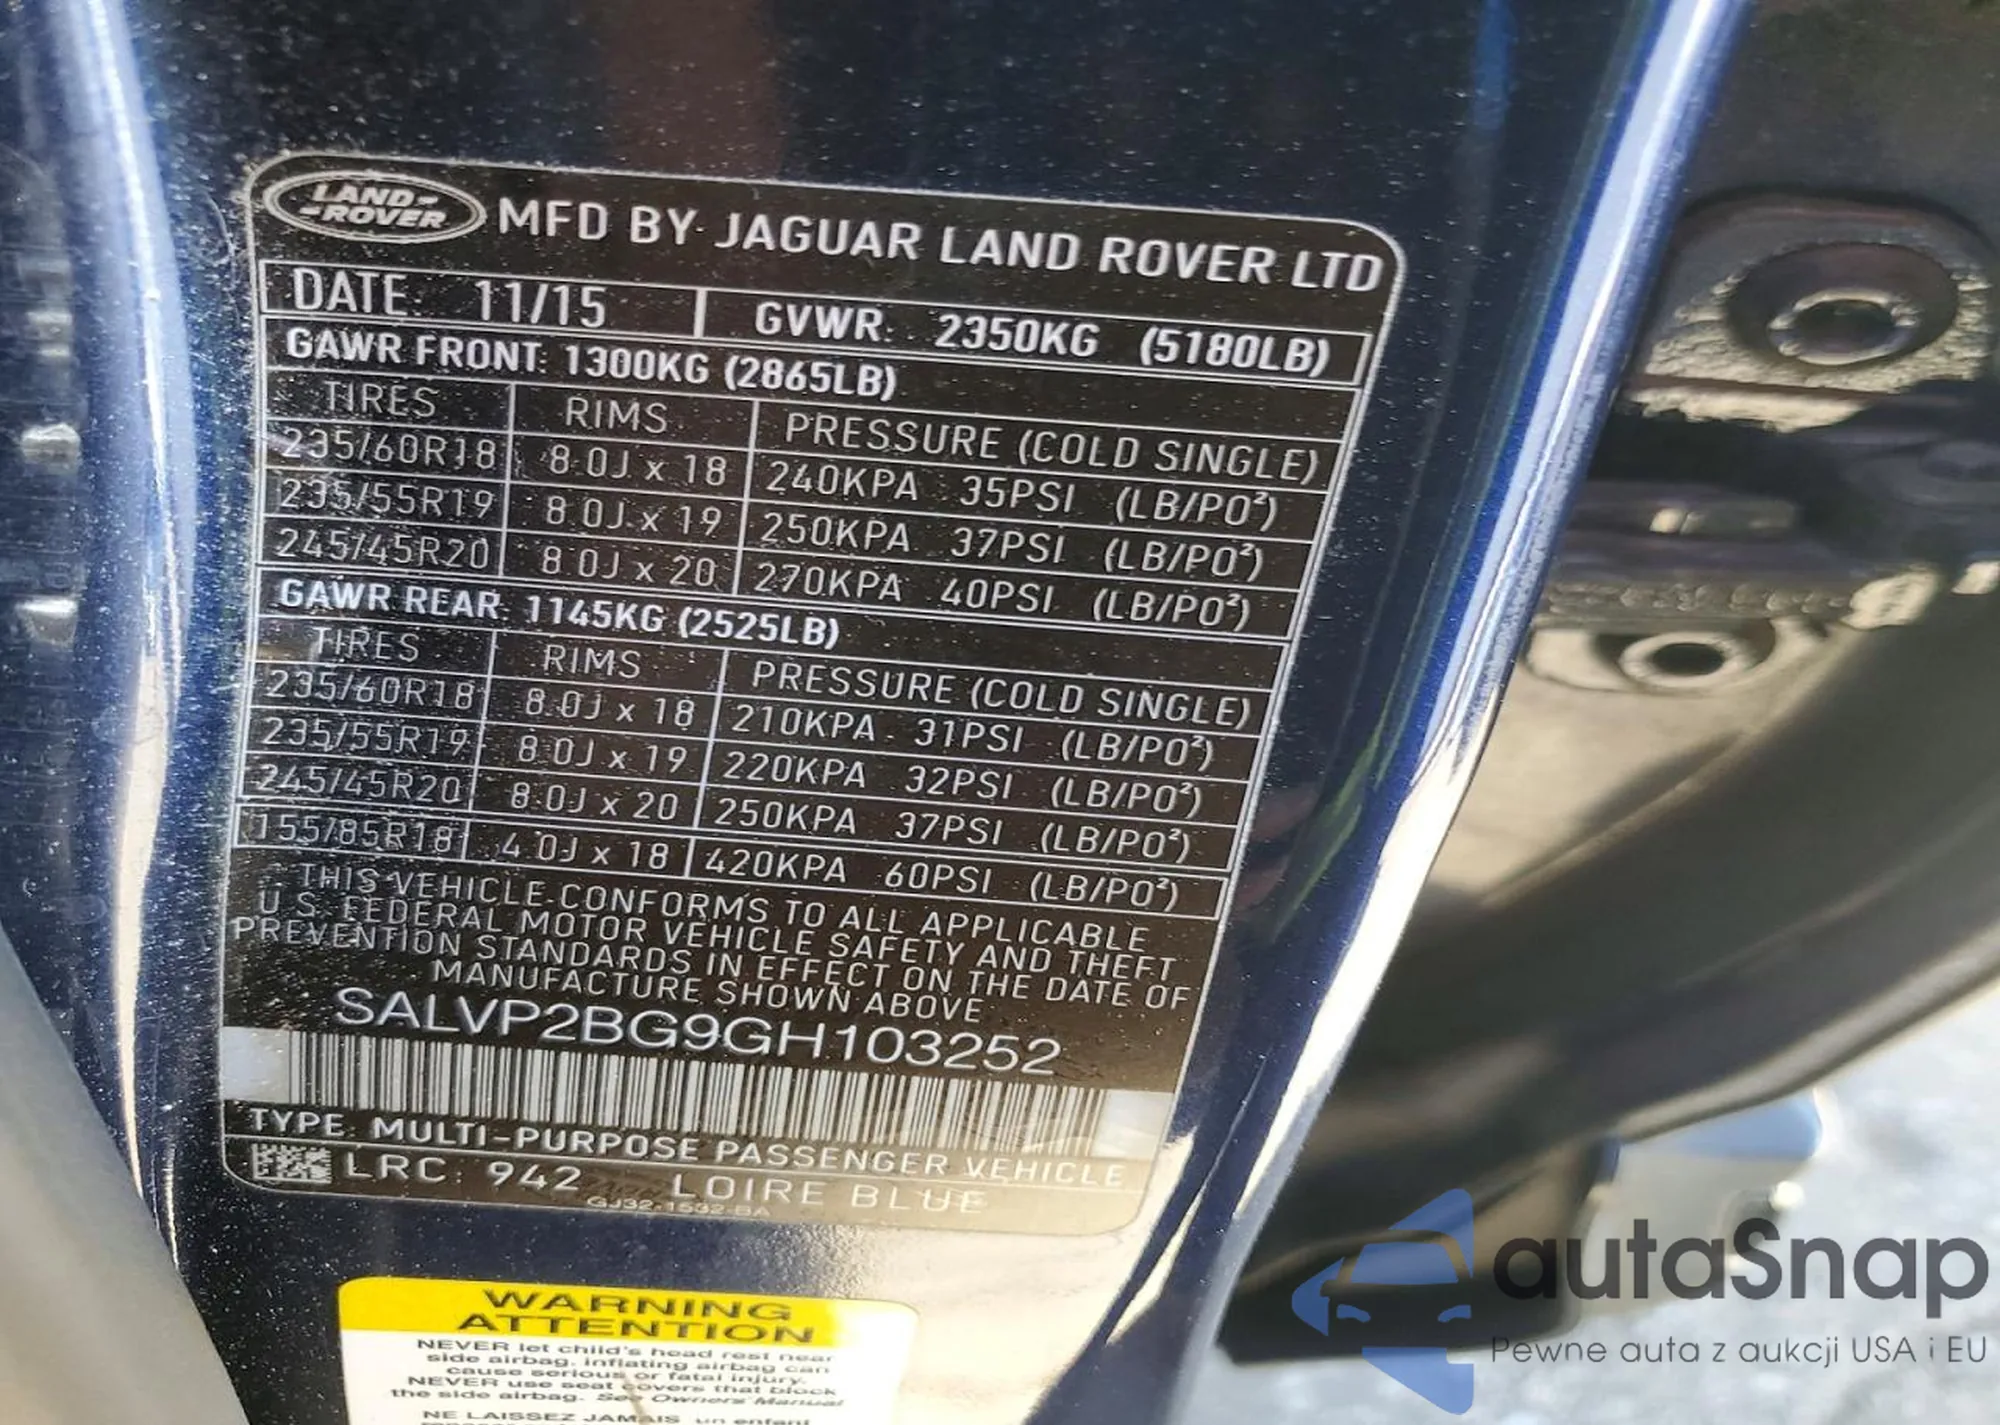 LAND-
-ROVER
MFD BY JAGUAR LAND ROVER LTD
DATE: 11/15 GVWR: 2350KG (5180LB)
GAWR FRONT: 1300KG (2865LB)
TIRES RIMS PRESSURE (COLD SINGLE)
235/60R18 8.0J x 18 240KPA 35PSI (LB/PO²)
235/55R19 8.0J x 19 250KPA 37PSI (LB/PO²)
245/45R20 8.0J x 20 270KPA 40PSI (LB/PO²)
GAWR REAR: 1145KG (2525LB)
TIRES RIMS PRESSURE (COLD SINGLE)
235/60R18 8.0J x 18 210KPA 31PSI (LB/PO²)
235/55R19 8.0J x 19 220KPA 32PSI (LB/PO²)
245/45R20 8.0J x 20 250KPA 37PSI (LB/PO²)
155/85R18 4.0J x 18 420KPA 60PSI (LB/PO²)
THIS VEHICLE CONFORMS TO ALL APPLICABLE
U.S. FEDERAL MOTOR VEHICLE SAFETY AND THEFT
PREVENTION STANDARDS IN EFFECT ON THE DATE OF
MANUFACTURE SHOWN ABOVE
SALVP2BG9GH103252
TYPE: MULTI-PURPOSE PASSENGER VEHICLE
LRC: 942 LOIRE BLUE
GJ32-1532-BA
WARNING
ATTENTION
NEVER let child's head rest near
side airbag, inflating airbag can
cause serious or fatal injury.
NEVER use seat covers that block
the side airbag. See Owners Manual
NE LAISSEZ JAMAIS un enfant
autaSnap
Pewne auta z aukcji USA i EU